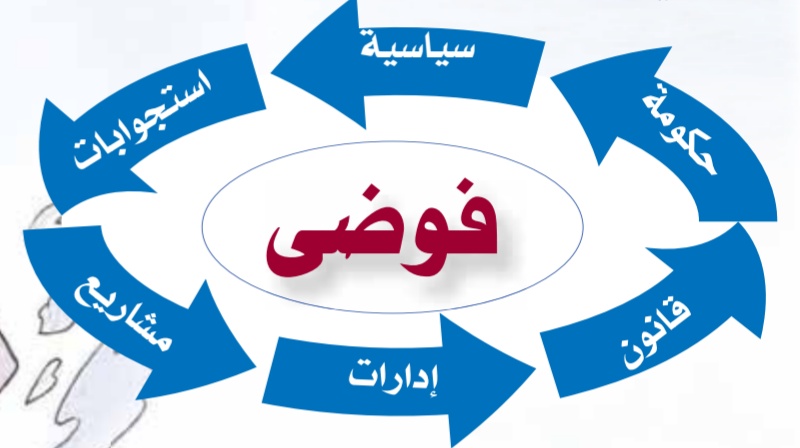 سياسية
حكومة
استجوابات
فوضى
مشاريع
قانون
إدارات